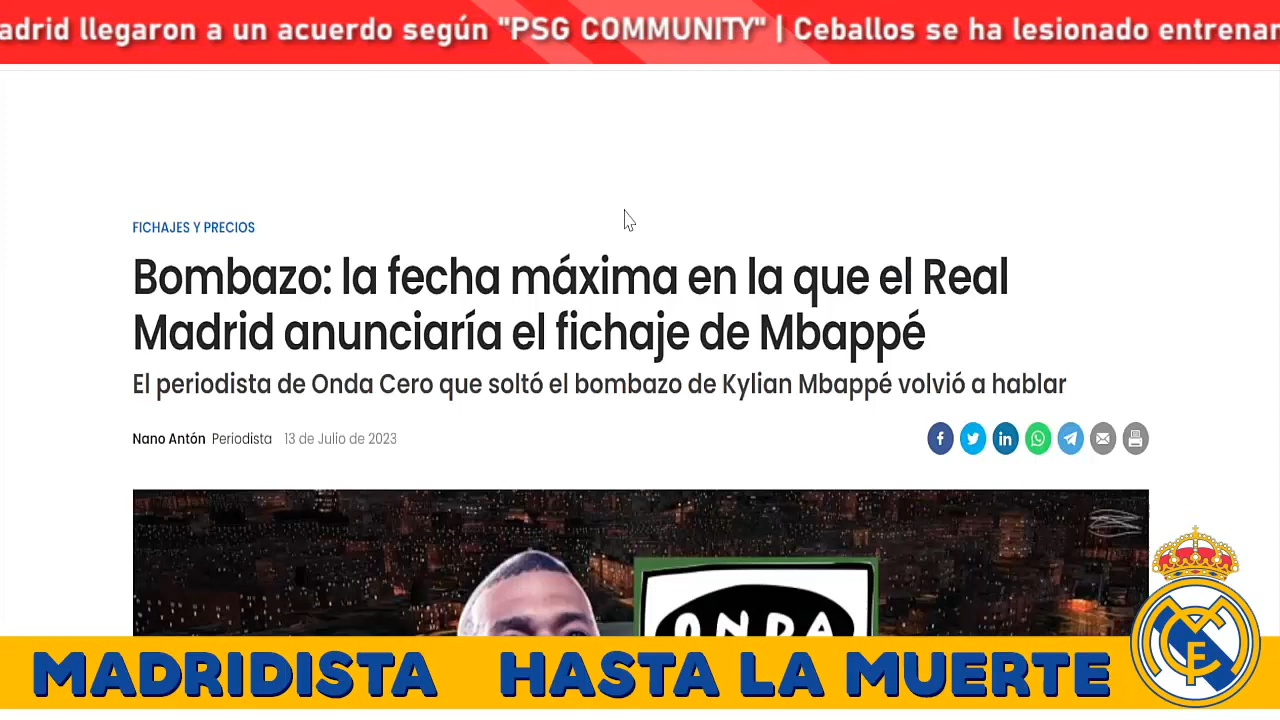 adrid llegaron a un acuerdo según "PSG COMMUNITY" | Ceballos se ha lesionado entrenar
FICHAJES Y PRECIOS
Bombazo: la fecha máxima en la que el Real
Madrid anunciaría el fichaje de Mbappé
El periodista de Onda Cero que soltó el bombazo de Kylian Mbappé volvió a hablar
Nano Antón Periodista 13 de Julio de 2023
ONDA
MADRIDISTA HASTA LA MUERTE